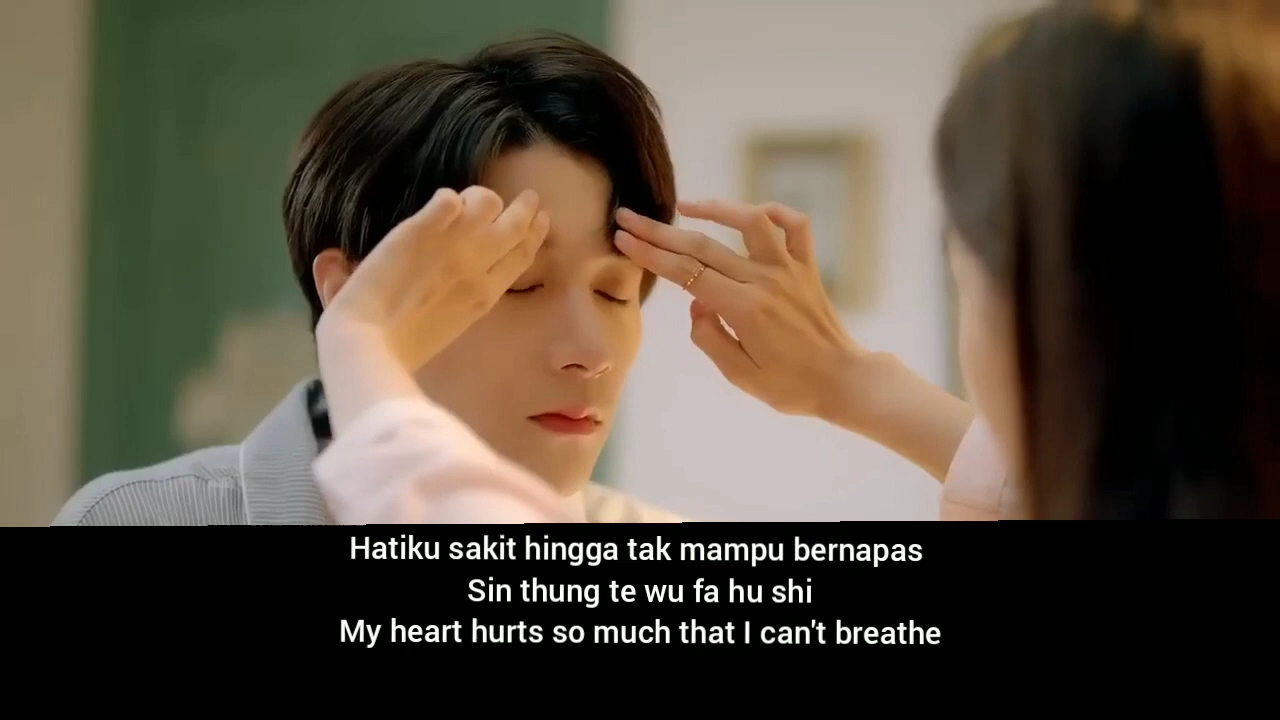 Hatiku sakit hingga tak mampu bernapas
Sin thung te wu fa hu shi
My heart hurts so much that I can't breathe